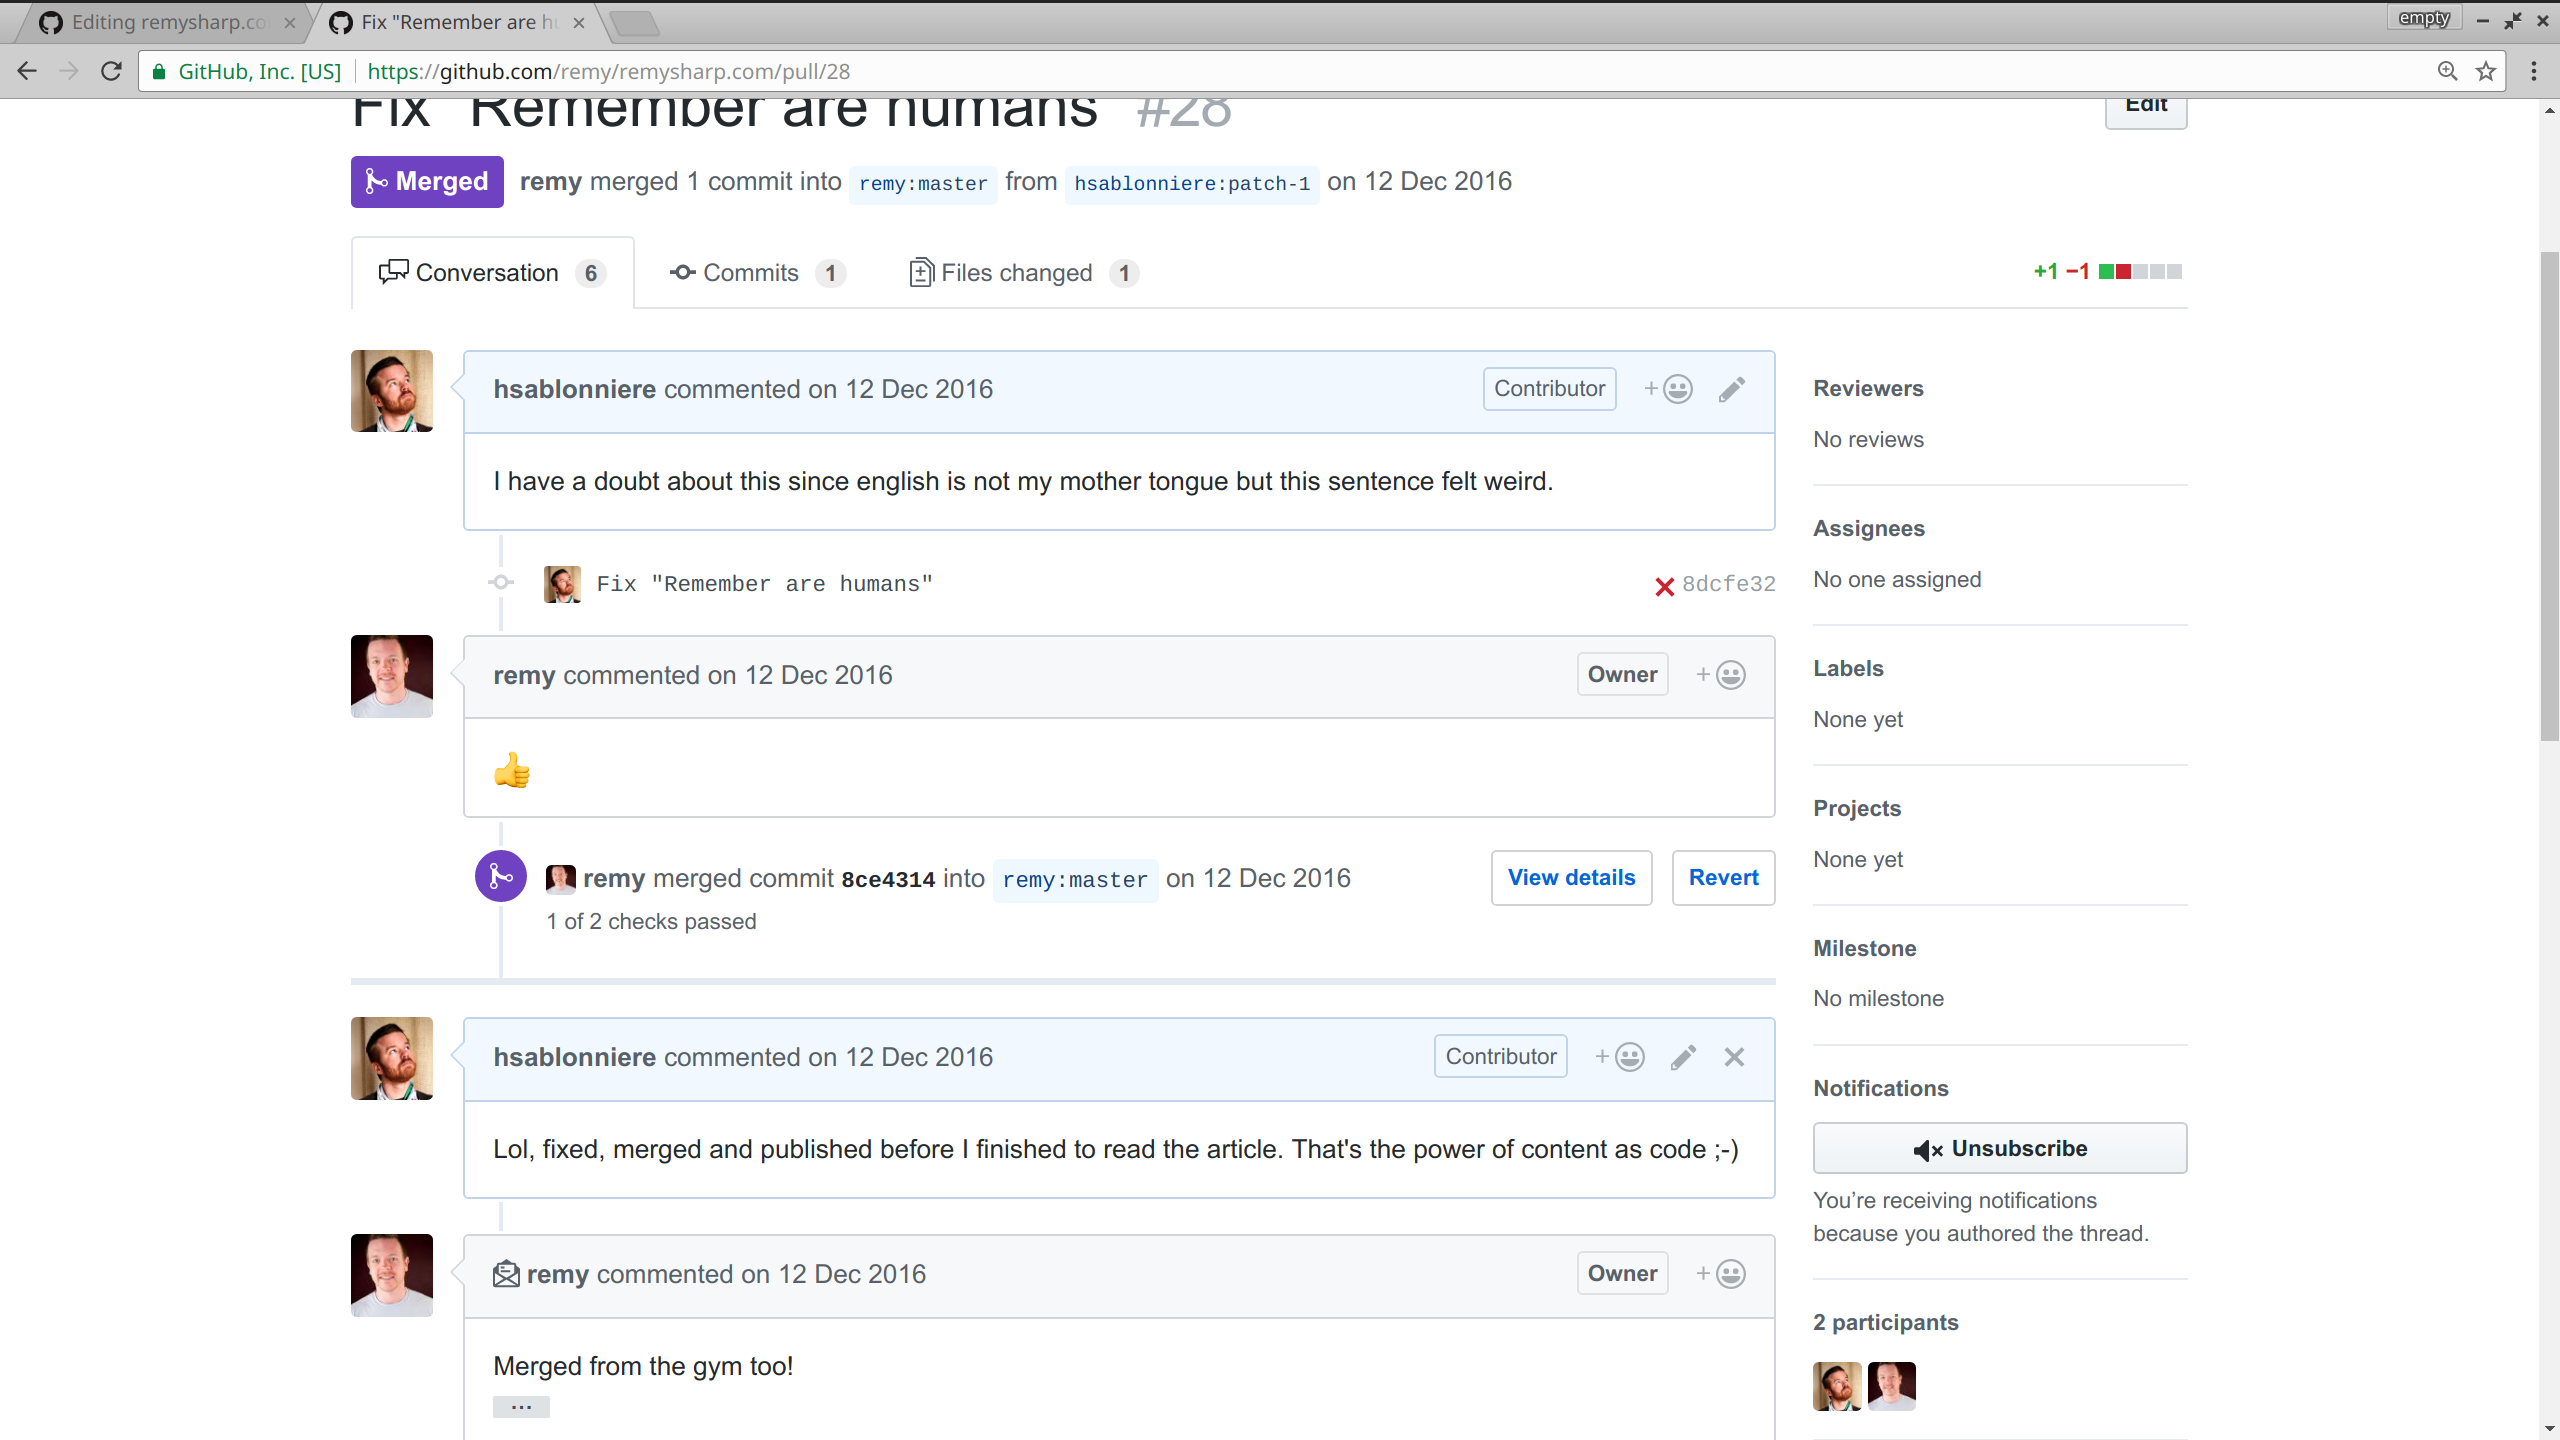 Editing remysharp.co
Fix "Remember are hu
empty
GitHub, Inc. [US] https://github.com/remy/remysharp.com/pull/28
Fix "Remember are humans" #28
Edit
Merged remy merged 1 commit into remy:master from hsablonniere:patch-1 on 12 Dec 2016
Conversation 6 Commits 1 Files changed 1 +1 −1
hsablonniere commented on 12 Dec 2016 Contributor +
I have a doubt about this since english is not my mother tongue but this sentence felt weird.
Fix "Remember are humans" 8dcfe32
remy commented on 12 Dec 2016 Owner +
👍
remy merged commit 8ce4314 into remy:master on 12 Dec 2016 View details Revert
1 of 2 checks passed
hsablonniere commented on 12 Dec 2016 Contributor +
Lol, fixed, merged and published before I finished to read the article. That's the power of content as code ;-)
remy commented on 12 Dec 2016 Owner +
Merged from the gym too!
...
Reviewers
No reviews
Assignees
No one assigned
Labels
None yet
Projects
None yet
Milestone
No milestone
Notifications
Unsubscribe
You’re receiving notifications
because you authored the thread.
2 participants